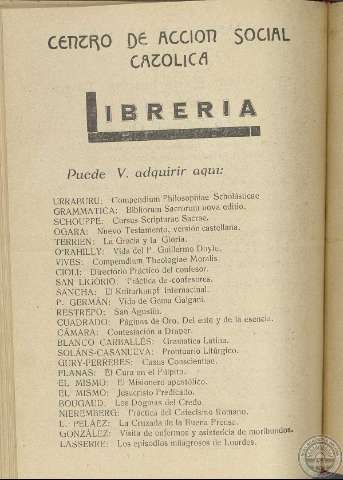 CENTRO DE ACCION SOCIAL
CATOLICA
LIBRERIA
Puede V. adquirir aquí:
URRABURU: Compendium Philosophiae Scholasticae
GRAMMATICA: Bibliorum Sacrorum nova editio.
SCHOUPPE: Cursus Scripturae Sacrae.
OGARA: Nuevo Testamento, versión castellana.
TERRIEN: La Gracia y la Gloria.
O'RAHILLY: Vida del P. Guillermo Doyle.
VIVES: Compendium Theologiae Moralis.
CIOLI: Directorio Práctico del confesor.
SAN LIGORIO: Práctica de confesores.
SANCHA: El Kulturkampf internacional.
P. GERMÁN: Vida de Gema Galgani.
RESTREPO: San Agustín.
CUADRADO: Páginas de Oro. Del ente y de la esencia.
CÁMARA: Contestación a Draper.
BLANCO CARBALLÉS: Gramática Latina.
SOLÁNS-CASANUEVA: Prontuario Litúrgico.
GURY-FERRERES: Casus Conscientiae.
PLANAS: El Cura en el Púlpito.
EL MISMO: El Misionero apostólico.
EL MISMO: Jesucristo Predicado.
BOUGAUD: Los Dogmas del Credo.
NIEREMBERG: Práctica del Catecismo Romano.
L. PELÁEZ: La Cruzada de la Buena Prensa.
GONZÁLEZ: Visita de enfermos y asistencia de moribundos.
LASSERRE: Los episodios milagrosos de Lourdes.